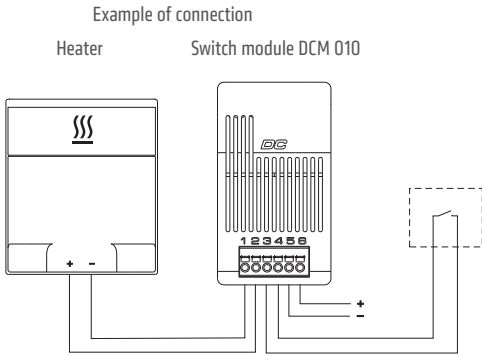 Example of connection
Heater Switch module DCM 010
DC
1 2 3 4 5 6
+ −
+
−